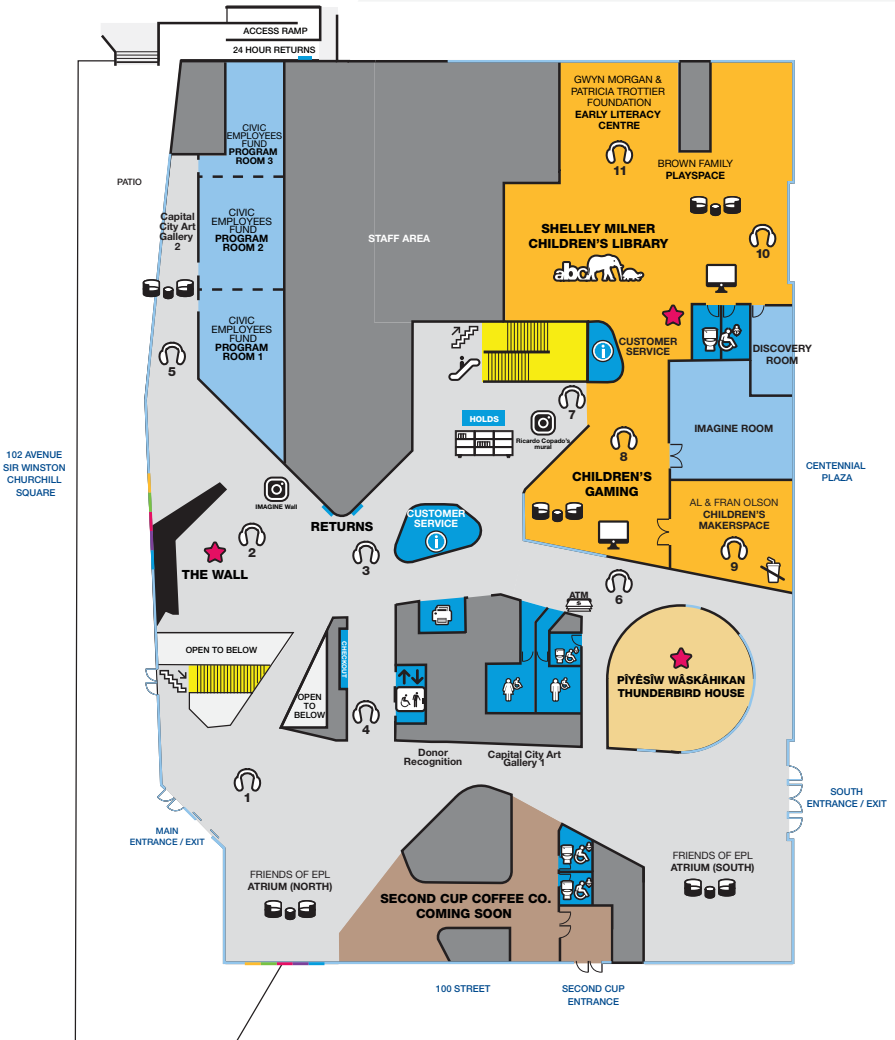 ACCESS RAMP
24 HOUR RETURNS
GWYN MORGAN &
PATRICIA TROTTIER
FOUNDATION
EARLY LITERACY
CENTRE
11
BROWN FAMILY
PLAYSPACE
CIVIC
EMPLOYEES
FUND
PROGRAM
ROOM 3
PATIO
Capital
City Art
Gallery
2
CIVIC
EMPLOYEES
FUND
PROGRAM
ROOM 2
STAFF AREA
SHELLEY MILNER
CHILDREN'S LIBRARY
abc
10
CIVIC
EMPLOYEES
FUND
PROGRAM
ROOM 1
5
i
CUSTOMER
SERVICE
DISCOVERY
ROOM
7
HOLDS
Ricardo Copado's
mural
8
IMAGINE ROOM
102 AVENUE
SIR WINSTON
CHURCHILL
SQUARE
CHILDREN'S
GAMING
CENTENNIAL
PLAZA
IMAGINE Wall
RETURNS
CUSTOMER
SERVICE
i
AL & FRAN OLSON
CHILDREN'S
MAKERSPACE
9
2
3
THE WALL
6
ATM
$
OPEN TO BELOW
CHECKOUT
OPEN
TO
BELOW
4
PÎYÊSÎW WÂSKÂHIKAN
THUNDERBIRD HOUSE
Donor
Recognition
Capital City Art
Gallery 1
1
SOUTH
ENTRANCE / EXIT
MAIN
ENTRANCE / EXIT
FRIENDS OF EPL
ATRIUM (NORTH)
FRIENDS OF EPL
ATRIUM (SOUTH)
SECOND CUP COFFEE CO.
COMING SOON
100 STREET
SECOND CUP
ENTRANCE